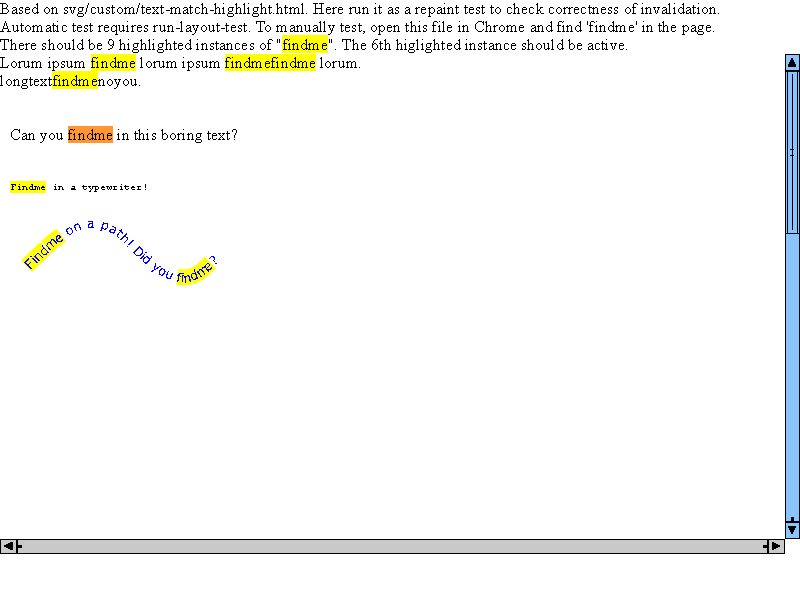 Based on svg/custom/text-match-highlight.html. Here run it as a repaint test to check correctness of invalidation.
Automatic test requires run-layout-test. To manually test, open this file in Chrome and find 'findme' in the page.
There should be 9 highlighted instances of "findme". The 6th higlighted instance should be active.
Lorum ipsum findme lorum ipsum findmefindme lorum.
longtextfindmenoyou.
Can you findme in this boring text?
Findme in a typewriter!
Findme on a path! Did you findme?